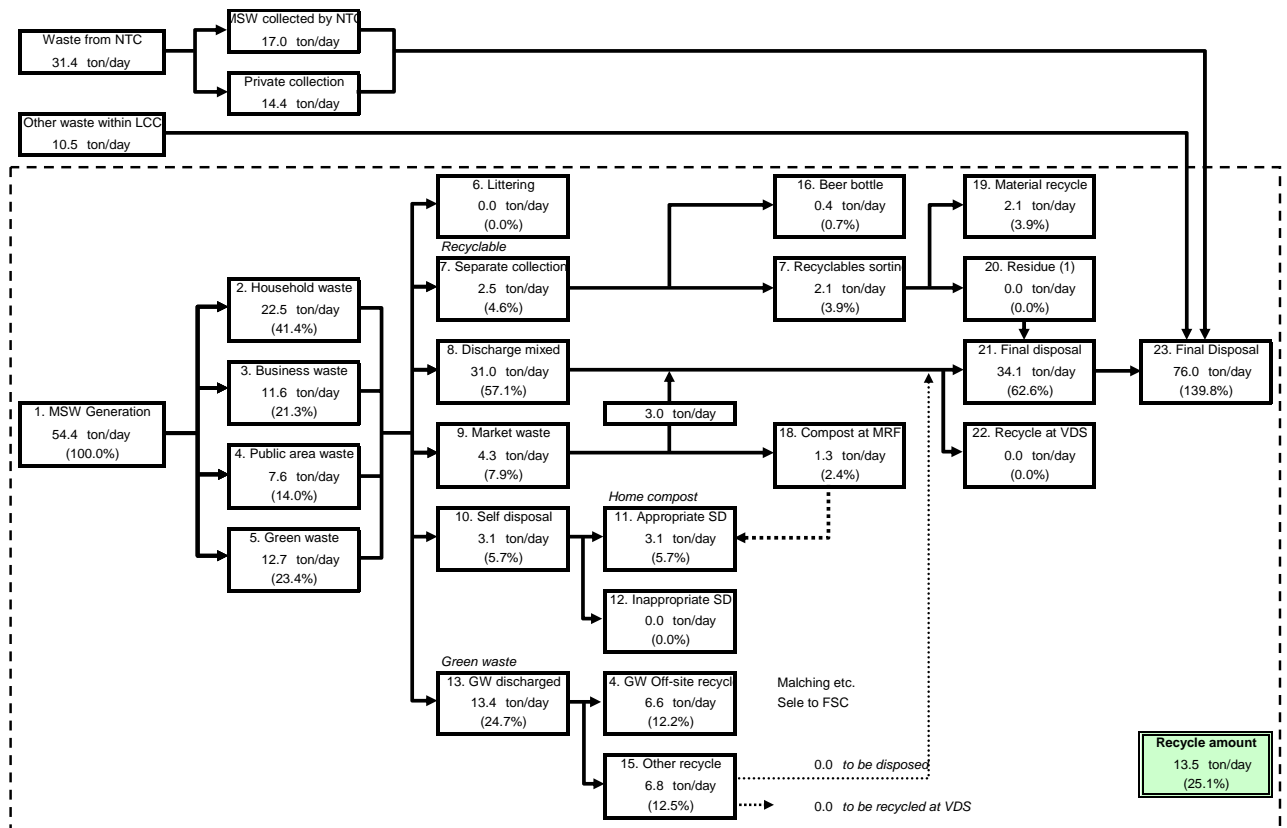 MSW collected by NTC
17.0 ton/day
Waste from NTC
31.4 ton/day
Private collection
14.4 ton/day
Other waste within LCC
10.5 ton/day
6. Littering
0.0 ton/day
(0.0%)
16. Beer bottle
0.4 ton/day
(0.7%)
19. Material recycle
2.1 ton/day
(3.9%)
Recyclable
7. Separate collection
2.5 ton/day
(4.6%)
7. Recyclables sortin
2.1 ton/day
(3.9%)
20. Residue (1)
0.0 ton/day
(0.0%)
2. Household waste
22.5 ton/day
(41.4%)
8. Discharge mixed
31.0 ton/day
(57.1%)
21. Final disposal
34.1 ton/day
(62.6%)
23. Final Disposal
76.0 ton/day
(139.8%)
3. Business waste
11.6 ton/day
(21.3%)
3.0 ton/day
1. MSW Generation
54.4 ton/day
(100.0%)
9. Market waste
4.3 ton/day
(7.9%)
18. Compost at MRF
1.3 ton/day
(2.4%)
22. Recycle at VDS
0.0 ton/day
(0.0%)
4. Public area waste
7.6 ton/day
(14.0%)
Home compost
10. Self disposal
3.1 ton/day
(5.7%)
11. Appropriate SD
3.1 ton/day
(5.7%)
5. Green waste
12.7 ton/day
(23.4%)
12. Inappropriate SD
0.0 ton/day
(0.0%)
Green waste
13. GW discharged
13.4 ton/day
(24.7%)
4. GW Off-site recycl
6.6 ton/day
(12.2%)
Malching etc.
Sele to FSC
15. Other recycle
6.8 ton/day
(12.5%)
0.0 to be disposed
0.0 to be recycled at VDS
Recycle amount
13.5 ton/day
(25.1%)